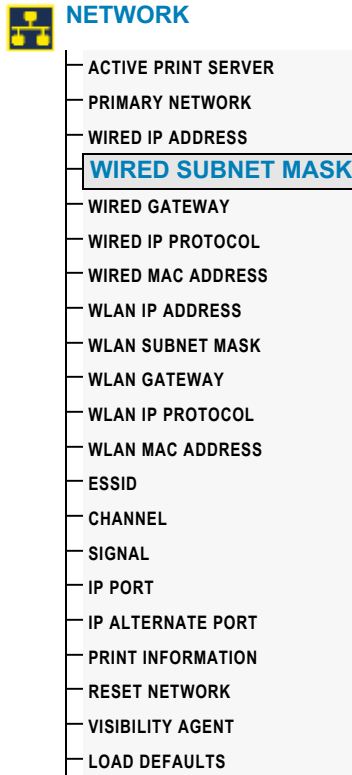 NETWORK
ACTIVE PRINT SERVER
PRIMARY NETWORK
WIRED IP ADDRESS
WIRED SUBNET MASK
WIRED GATEWAY
WIRED IP PROTOCOL
WIRED MAC ADDRESS
WLAN IP ADDRESS
WLAN SUBNET MASK
WLAN GATEWAY
WLAN IP PROTOCOL
WLAN MAC ADDRESS
ESSID
CHANNEL
SIGNAL
IP PORT
IP ALTERNATE PORT
PRINT INFORMATION
RESET NETWORK
VISIBILITY AGENT
LOAD DEFAULTS